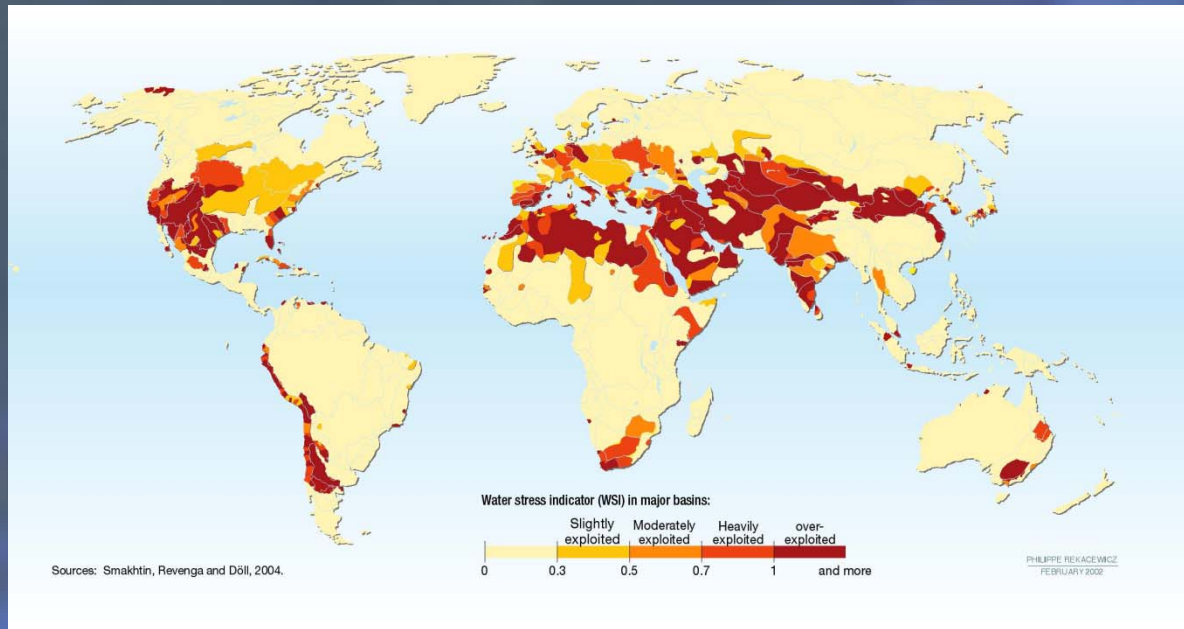 Water stress indicator (WSI) in major basins:
Slightly exploited
Moderately exploited
Heavily exploited
over-exploited
0 0.3 0.5 0.7 1 and more
Sources: Smakhtin, Revenga and Döll, 2004.
PHILIPPE REKACEWICZ
FEBRUARY 2002